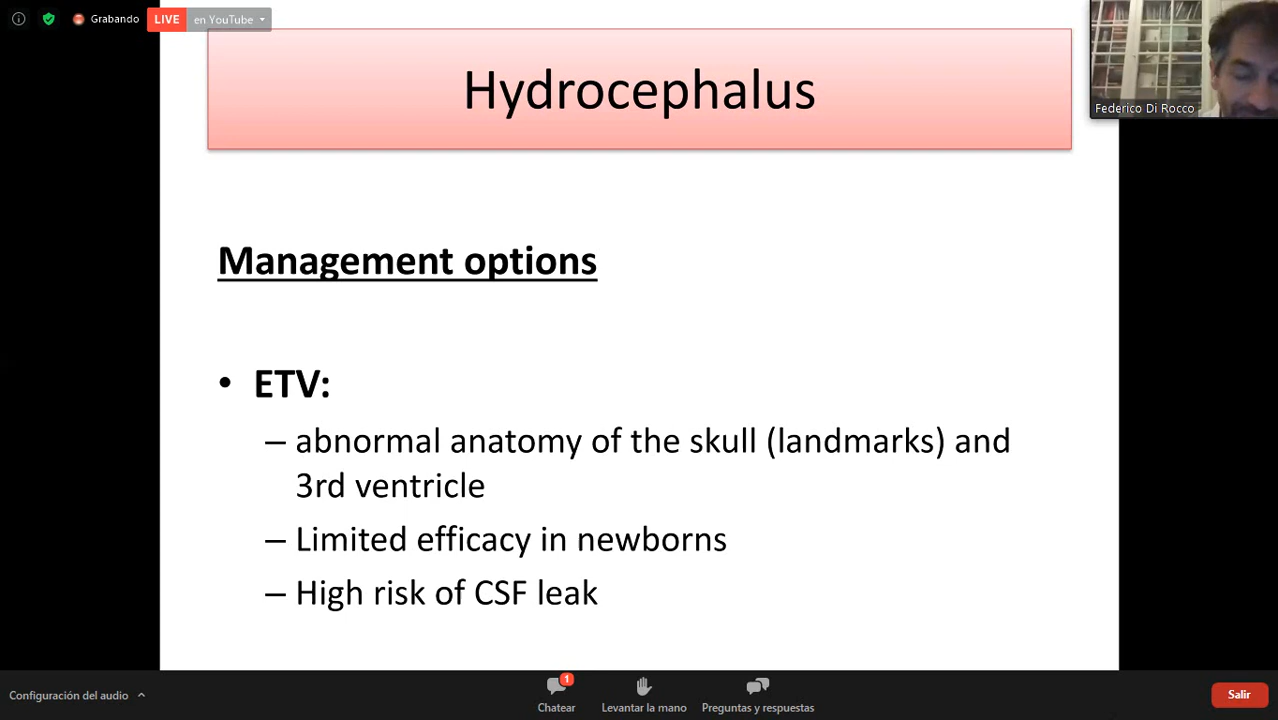 Grabando
LIVE en YouTube
Hydrocephalus
Federico Di Rocco
Management options
• ETV:
– abnormal anatomy of the skull (landmarks) and
3rd ventricle
– Limited efficacy in newborns
– High risk of CSF leak
Configuración del audio
1
Chatear
Levantar la mano
Preguntas y respuestas
Salir